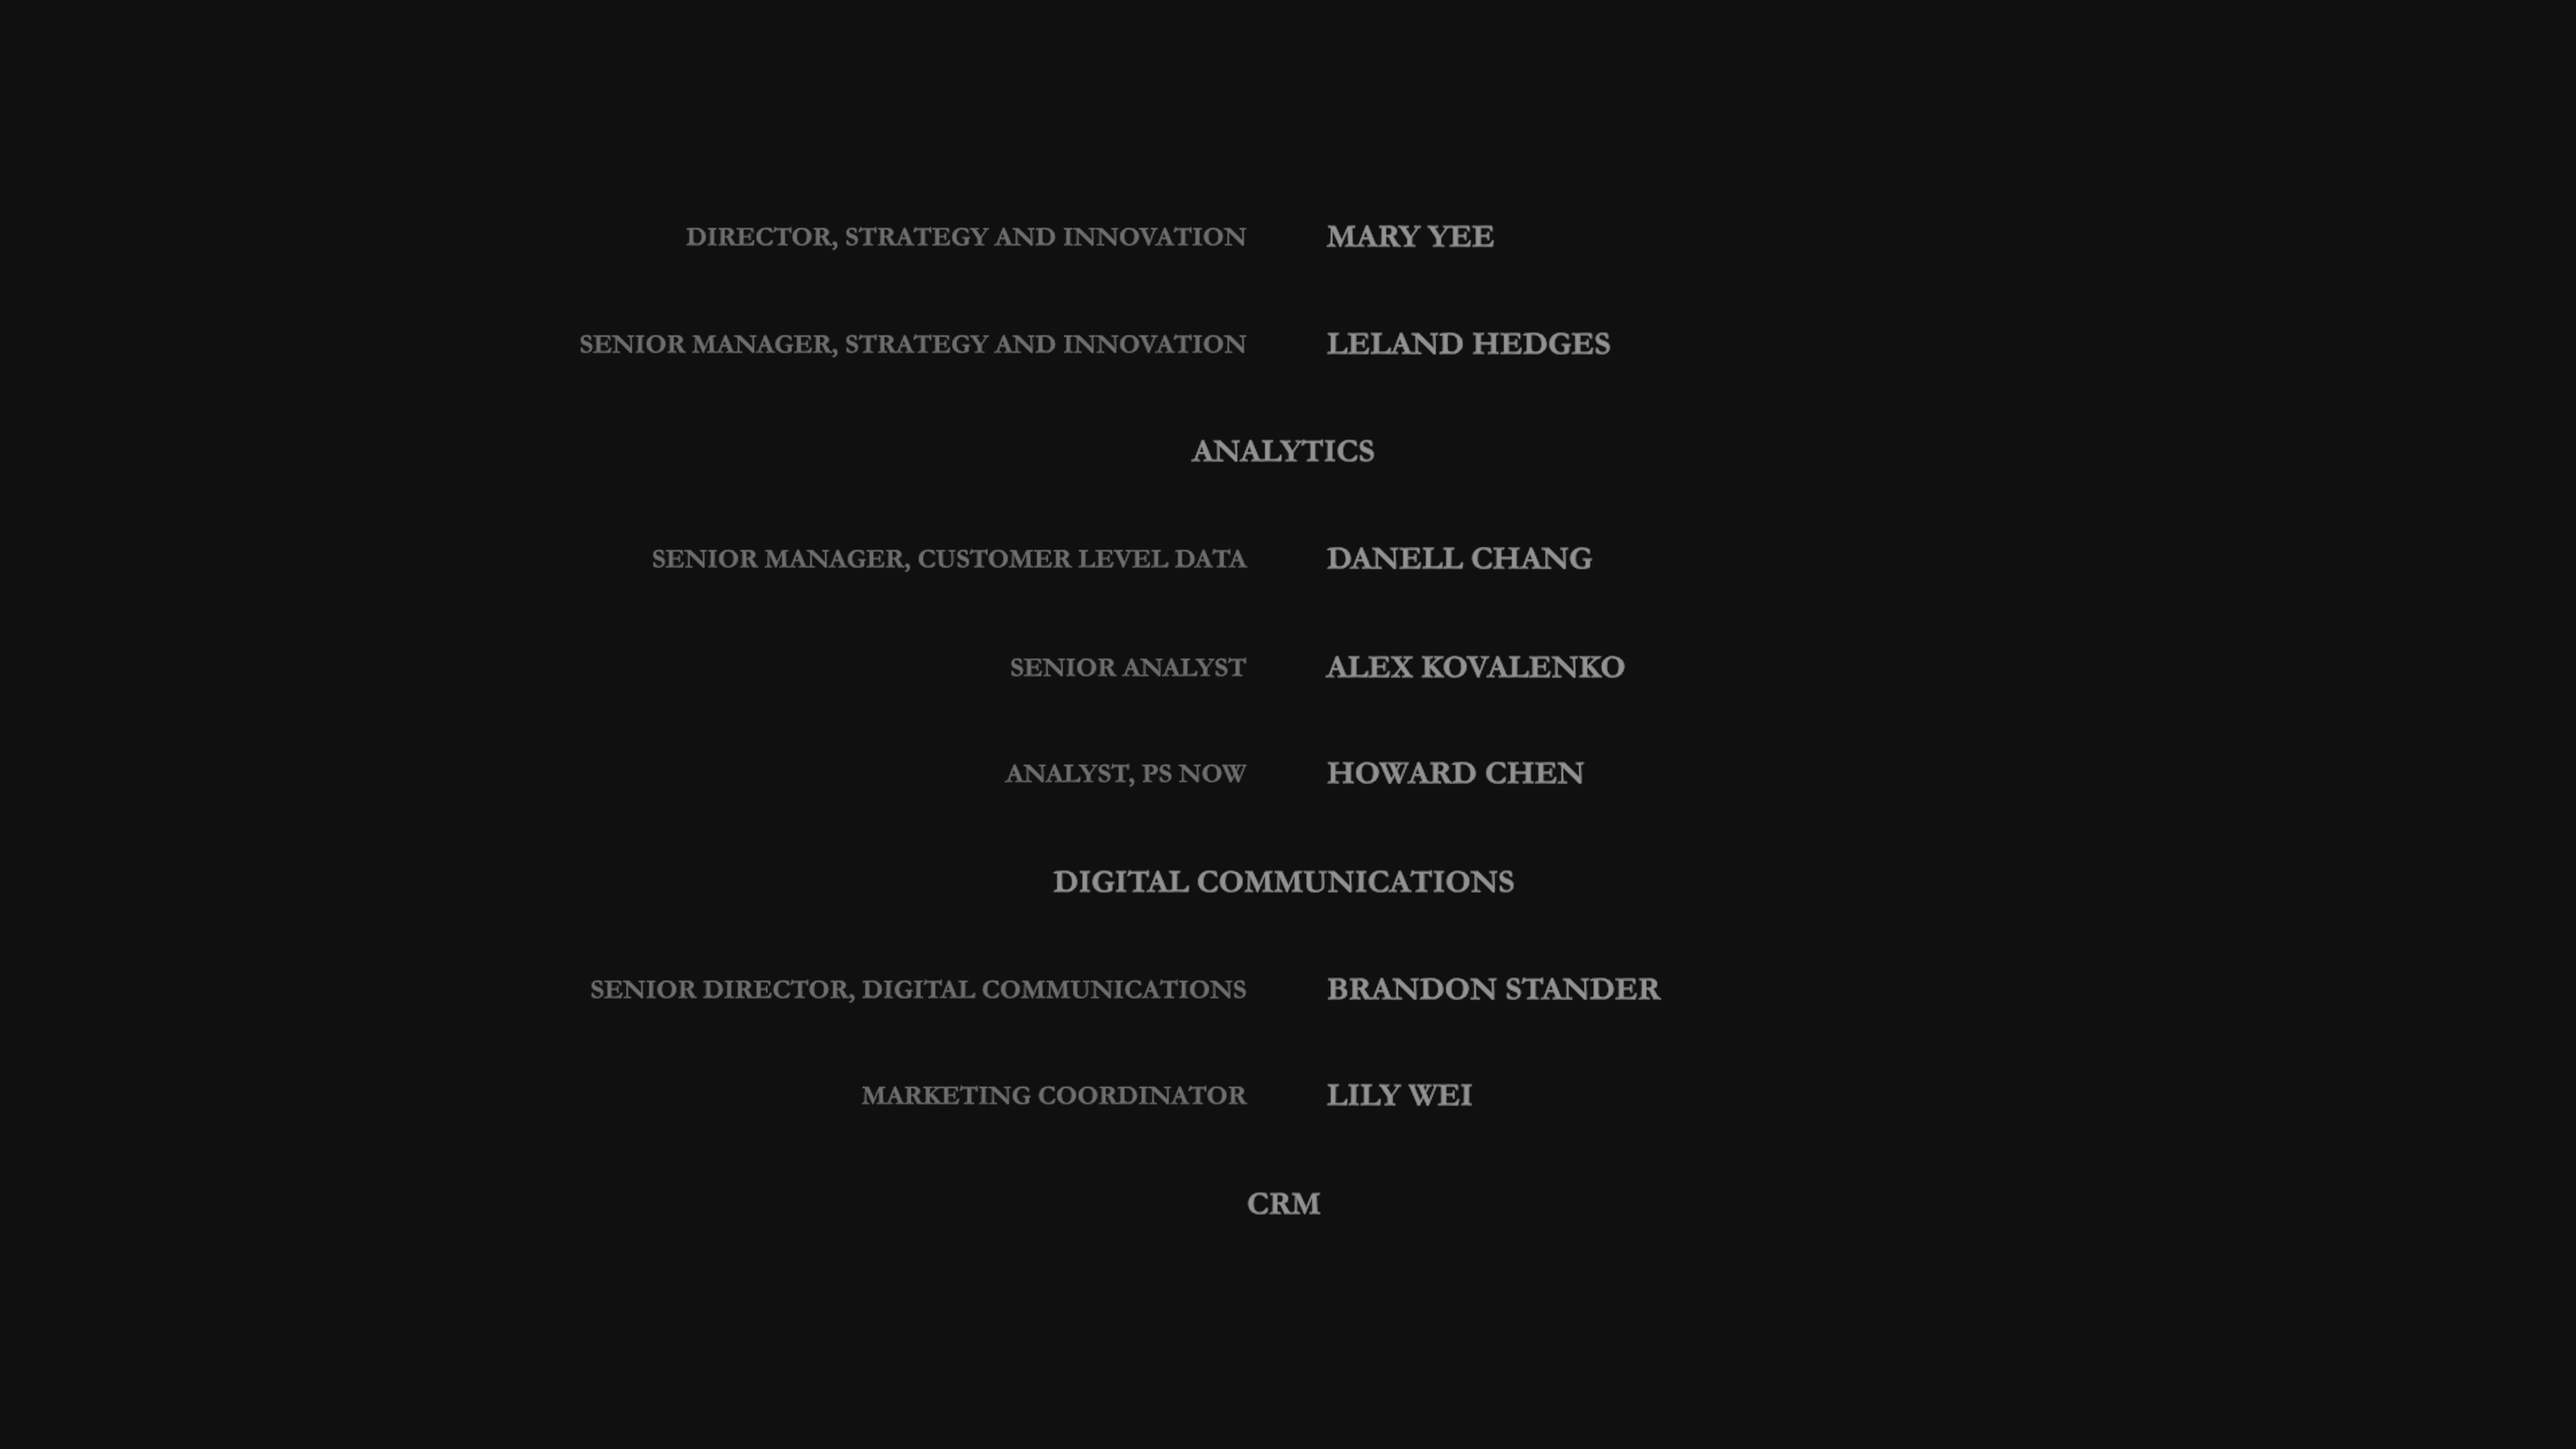 DIRECTOR, STRATEGY AND INNOVATION MARY YEE
SENIOR MANAGER, STRATEGY AND INNOVATION LELAND HEDGES
ANALYTICS
SENIOR MANAGER, CUSTOMER LEVEL DATA DANELL CHANG
SENIOR ANALYST ALEX KOVALENKO
ANALYST, PS NOW HOWARD CHEN
DIGITAL COMMUNICATIONS
SENIOR DIRECTOR, DIGITAL COMMUNICATIONS BRANDON STANDER
MARKETING COORDINATOR LILY WEI
CRM